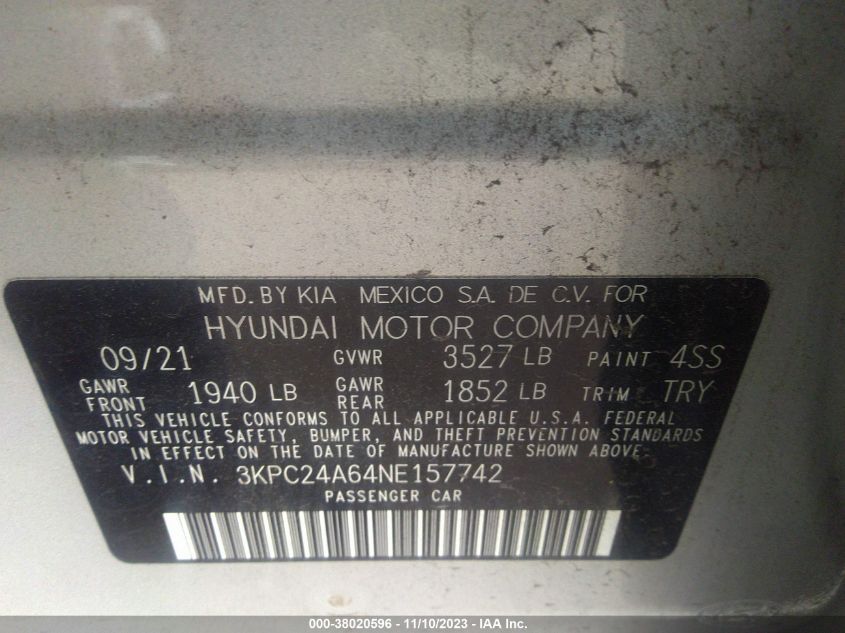 MFD. BY KIA MEXICO S.A. DE C.V. FOR
HYUNDAI MOTOR COMPANY
09/21 GVWR 3527 LB PAINT 4SS
GAWR FRONT 1940 LB GAWR REAR 1852 LB TRIM TRY
THIS VEHICLE CONFORMS TO ALL APPLICABLE U.S.A. FEDERAL
MOTOR VEHICLE SAFETY, BUMPER, AND THEFT PREVENTION STANDARDS
IN EFFECT ON THE DATE OF MANUFACTURE SHOWN ABOVE.
V.I.N. 3KPC24A64NE157742
PASSENGER CAR
000-38020596 - 11/10/2023 - IAA Inc.